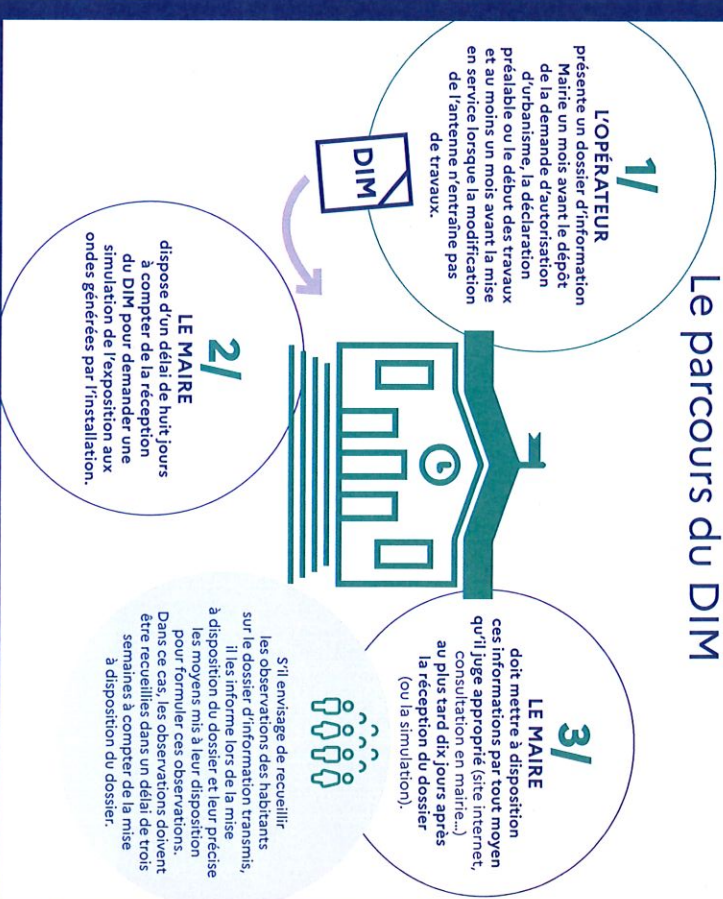 Le parcours du DIM
1/
L'OPÉRATEUR
présente un dossier d'information
Mairie un mois avant le dépôt
de la demande d'autorisation
d'urbanisme, la déclaration
préalable ou le début des travaux
et au moins un mois avant la mise
en service lorsque la modification
de l'antenne n'entraîne pas
de travaux.
DIM
2/
LE MAIRE
dispose d'un délai de huit jours
à compter de la réception
du DIM pour demander une
simulation de l'exposition aux
ondes générées par l'installation.
3/
LE MAIRE
doit mettre à disposition
ces informations par tout moyen
qu'il juge approprié (site internet,
consultation en mairie...)
au plus tard dix jours après
la réception du dossier
(ou la simulation).
S'il envisage de recueillir
les observations des habitants
sur le dossier d'information transmis,
il les informe lors de la mise
à disposition du dossier et leur précise
les moyens mis à leur disposition
pour formuler ces observations.
Dans ce cas, les observations doivent
être recueillies dans un délai de trois
semaines à compter de la mise
à disposition du dossier.